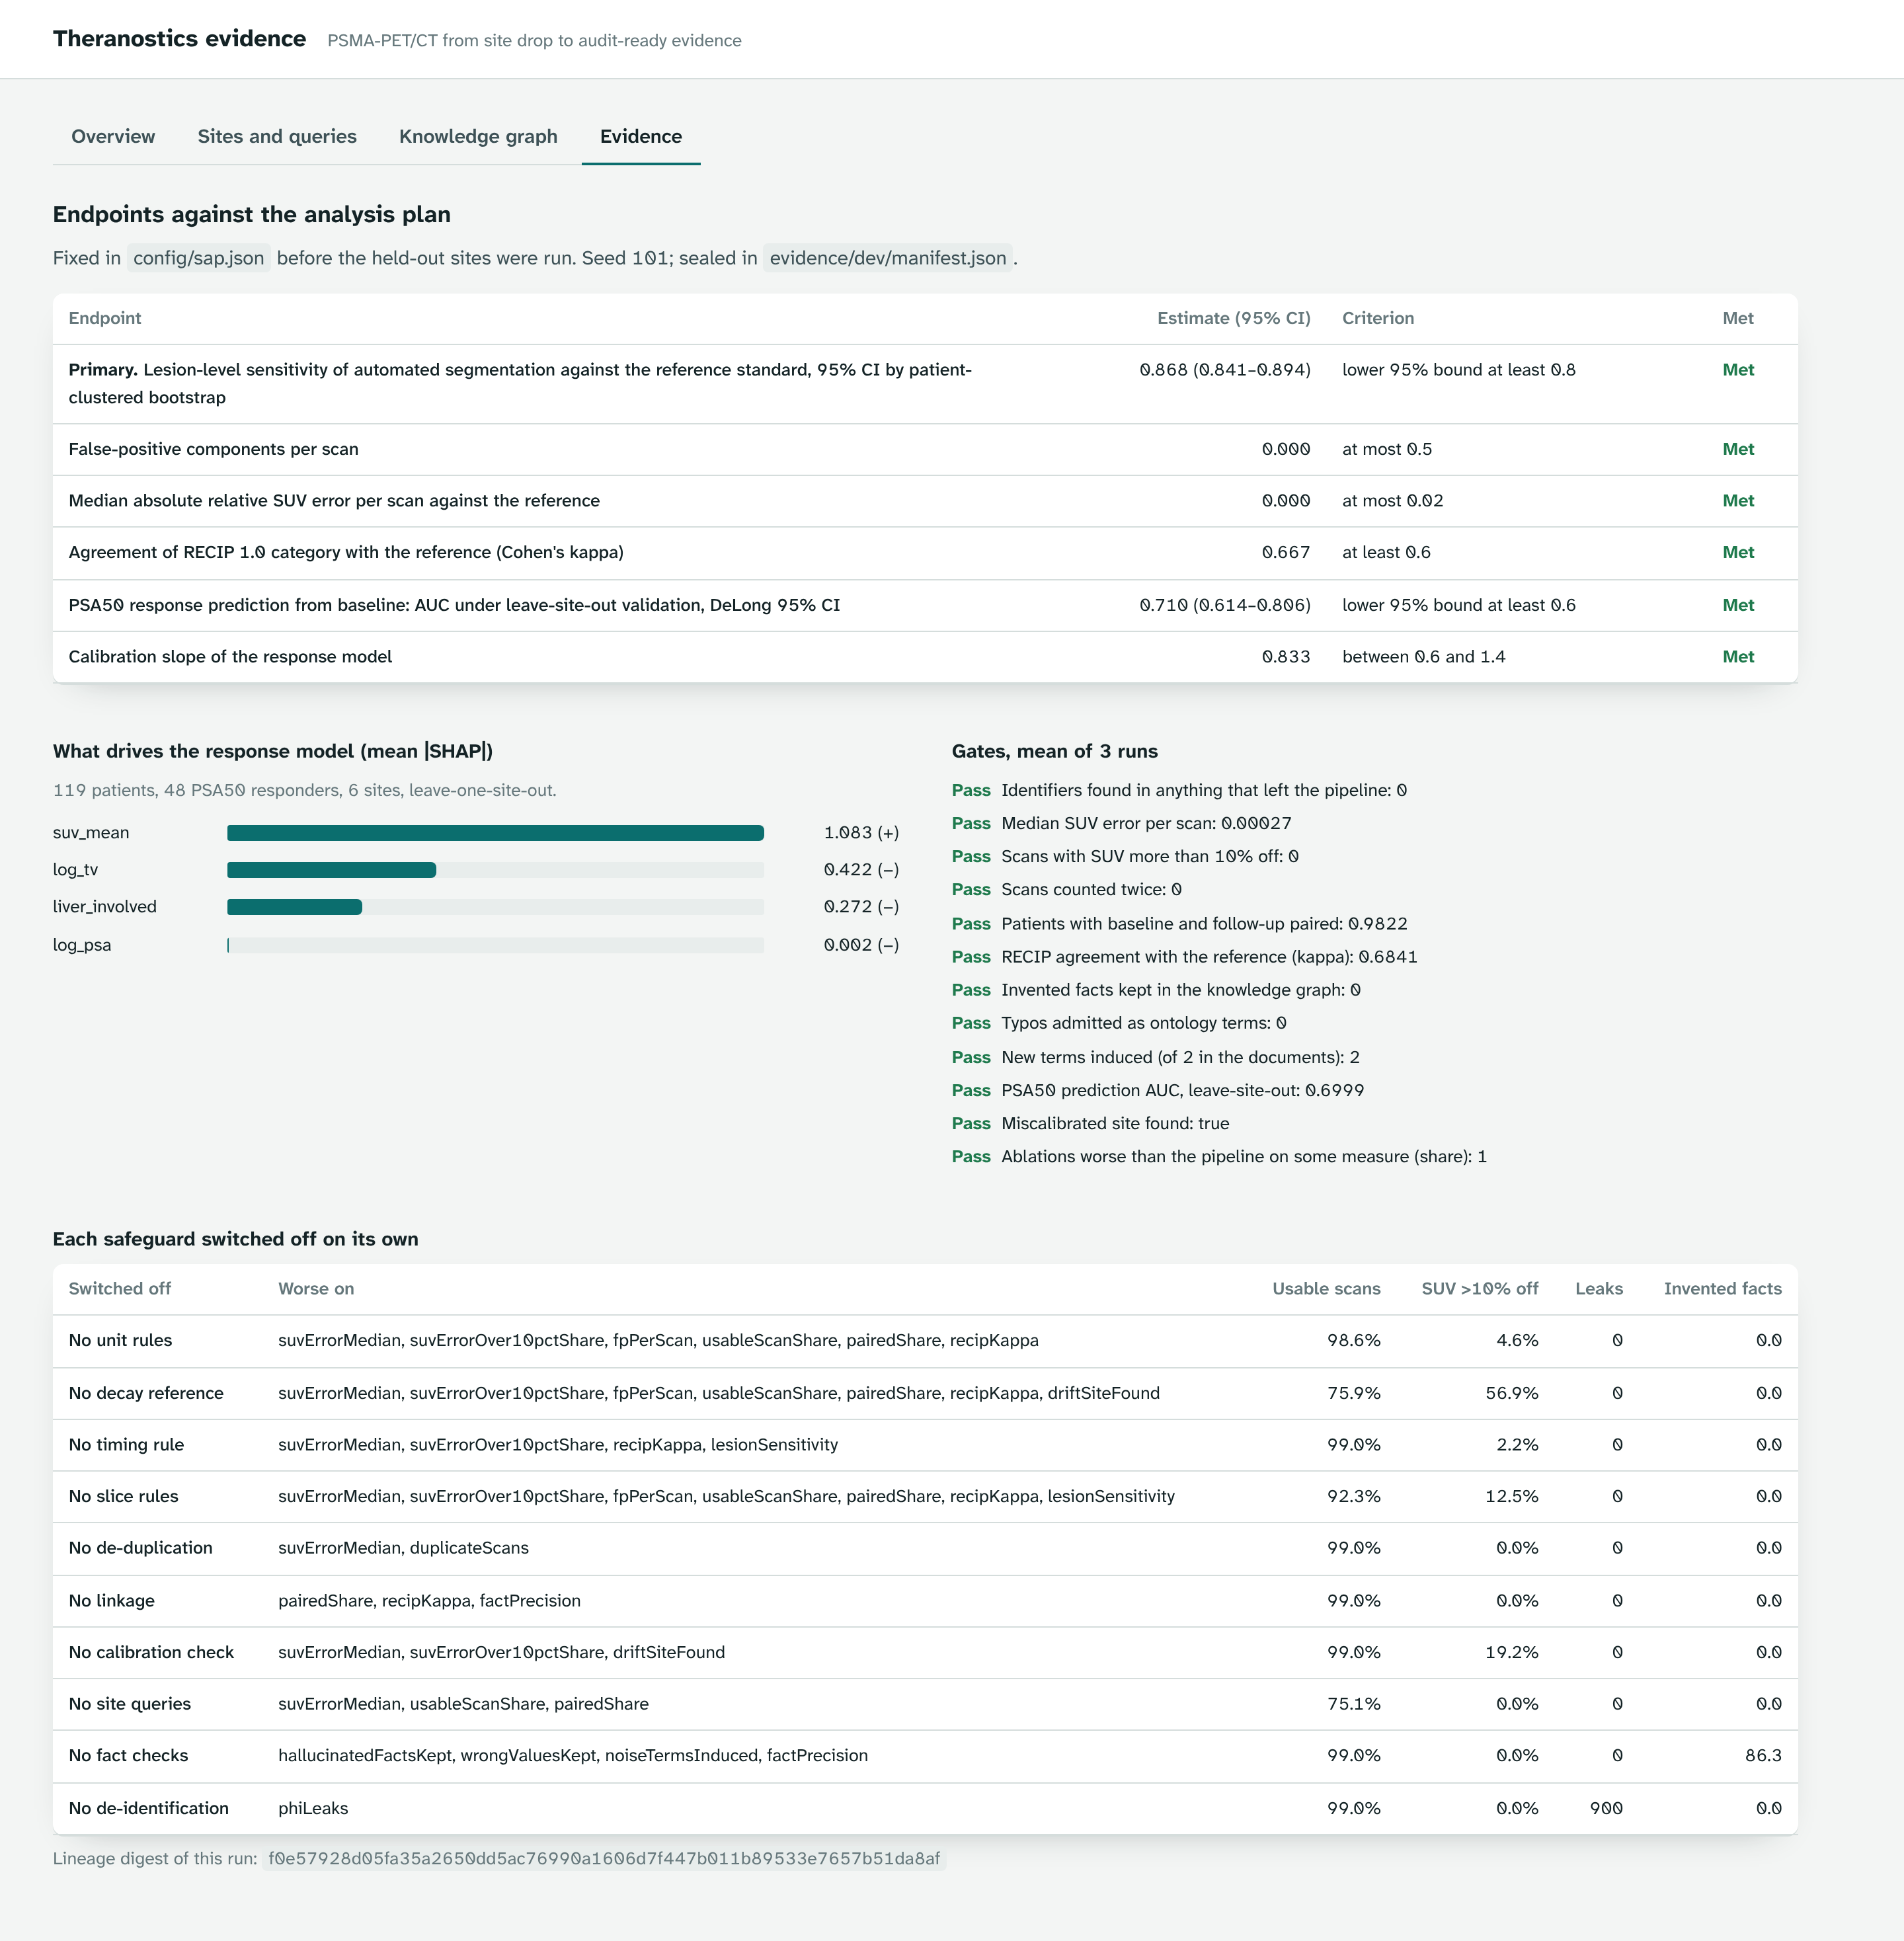 Theranostics evidence PSMA-PET/CT from site drop to audit-ready evidence
Overview Sites and queries Knowledge graph Evidence
Endpoints against the analysis plan
Fixed in config/sap.json before the held-out sites were run. Seed 101; sealed in evidence/dev/manifest.json.
Endpoint Estimate (95% CI) Criterion Met
Primary. Lesion-level sensitivity of automated segmentation against the reference standard, 95% CI by patient- 0.868 (0.841–0.894) lower 95% bound at least 0.8 Met
clustered bootstrap
False-positive components per scan 0.000 at most 0.5 Met
Median absolute relative SUV error per scan against the reference 0.000 at most 0.02 Met
Agreement of RECIP 1.0 category with the reference (Cohen's kappa) 0.667 at least 0.6 Met
PSA50 response prediction from baseline: AUC under leave-site-out validation, DeLong 95% CI 0.710 (0.614–0.806) lower 95% bound at least 0.6 Met
Calibration slope of the response model 0.833 between 0.6 and 1.4 Met
What drives the response model (mean |SHAP|)
119 patients, 48 PSA50 responders, 6 sites, leave-one-site-out.
suv_mean 1.083 (+)
log_tv 0.422 (−)
liver_involved 0.272 (−)
log_psa 0.002 (−)
Gates, mean of 3 runs
Pass Identifiers found in anything that left the pipeline: 0
Pass Median SUV error per scan: 0.00027
Pass Scans with SUV more than 10% off: 0
Pass Scans counted twice: 0
Pass Patients with baseline and follow-up paired: 0.9822
Pass RECIP agreement with the reference (kappa): 0.6841
Pass Invented facts kept in the knowledge graph: 0
Pass Typos admitted as ontology terms: 0
Pass New terms induced (of 2 in the documents): 2
Pass PSA50 prediction AUC, leave-site-out: 0.6999
Pass Miscalibrated site found: true
Pass Ablations worse than the pipeline on some measure (share): 1
Each safeguard switched off on its own
Switched off Worse on Usable scans SUV >10% off Leaks Invented facts
No unit rules suvErrorMedian, suvErrorOver10pctShare, fpPerScan, usableScanShare, pairedShare, recipKappa 98.6% 4.6% 0 0.0
No decay reference suvErrorMedian, suvErrorOver10pctShare, fpPerScan, usableScanShare, pairedShare, recipKappa, driftSiteFound 75.9% 56.9% 0 0.0
No timing rule suvErrorMedian, suvErrorOver10pctShare, recipKappa, lesionSensitivity 99.0% 2.2% 0 0.0
No slice rules suvErrorMedian, suvErrorOver10pctShare, fpPerScan, usableScanShare, pairedShare, recipKappa, lesionSensitivity 92.3% 12.5% 0 0.0
No de-duplication suvErrorMedian, duplicateScans 99.0% 0.0% 0 0.0
No linkage pairedShare, recipKappa, factPrecision 99.0% 0.0% 0 0.0
No calibration check suvErrorMedian, suvErrorOver10pctShare, driftSiteFound 99.0% 19.2% 0 0.0
No site queries suvErrorMedian, usableScanShare, pairedShare 75.1% 0.0% 0 0.0
No fact checks hallucinatedFactsKept, wrongValuesKept, noiseTermsInduced, factPrecision 99.0% 0.0% 0 86.3
No de-identification phiLeaks 99.0% 0.0% 900 0.0
Lineage digest of this run: f0e57928d05fa35a2650dd5ac76990a1606d7f447b011b89533e7657b51da8af